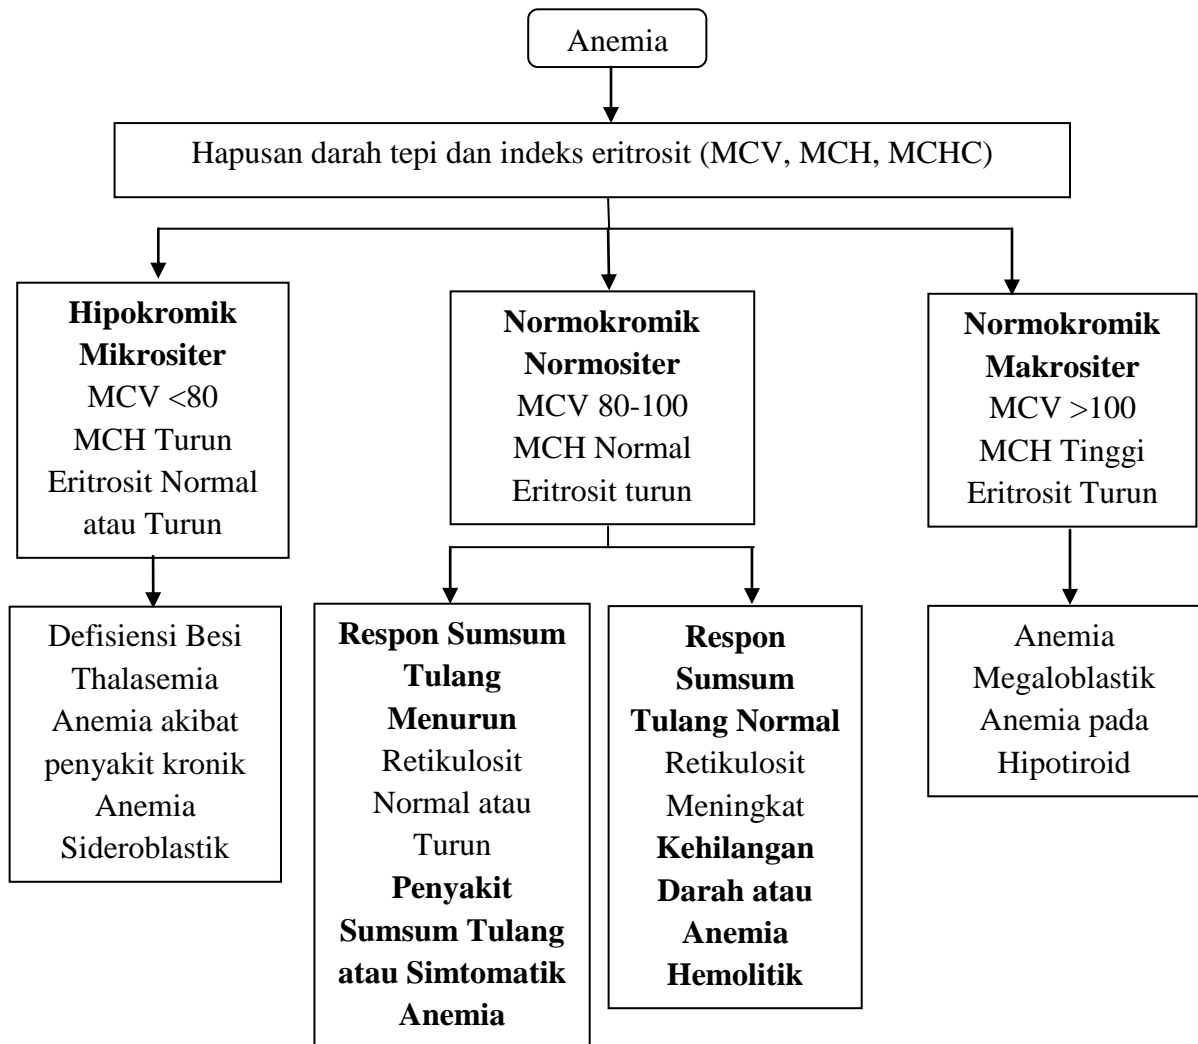 Anemia
Hapusan darah tepi dan indeks eritrosit (MCV, MCH, MCHC)
Hipokromik
Mikrositer
MCV <80
MCH Turun
Eritrosit Normal
atau Turun
Normokromik
Normositer
MCV 80-100
MCH Normal
Eritrosit turun
Normokromik
Makrositer
MCV >100
MCH Tinggi
Eritrosit Turun
Defisiensi Besi
Thalasemia
Anemia akibat
penyakit kronik
Anemia
Sideroblastik
Respon Sumsum
Tulang
Menurun
Retikulosit
Normal atau
Turun
Penyakit
Sumsum Tulang
atau Simtomatik
Anemia
Respon
Sumsum
Tulang Normal
Retikulosit
Meningkat
Kehilangan
Darah atau
Anemia
Hemolitik
Anemia
Megaloblastik
Anemia pada
Hipotiroid